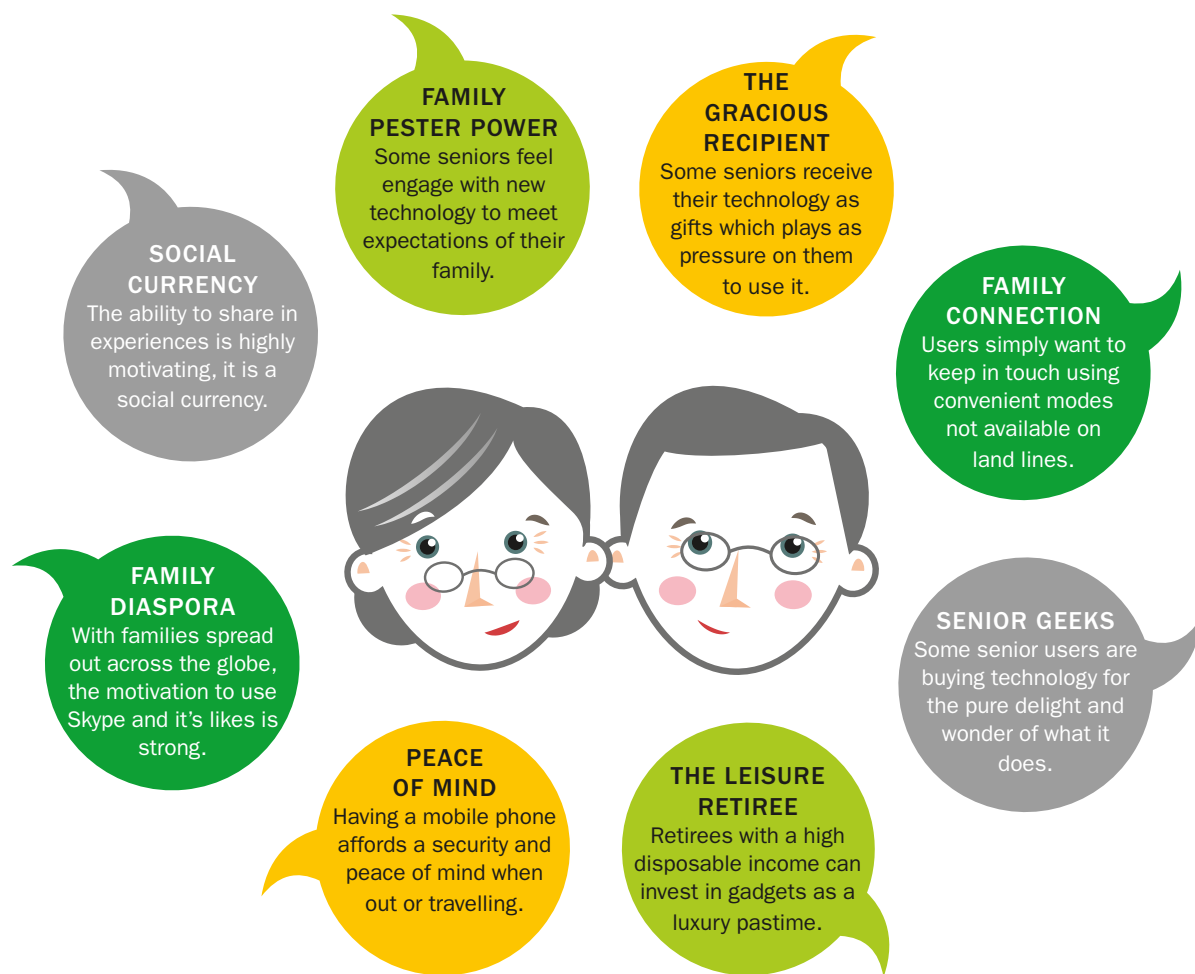 FAMILY
PESTER POWER
Some seniors feel
engage with new
technology to meet
expectations of their
family.
THE
GRACIOUS
RECIPIENT
Some seniors receive
their technology as
gifts which plays as
pressure on them
to use it.
SOCIAL
CURRENCY
The ability to share in
experiences is highly
motivating, it is a
social currency.
FAMILY
CONNECTION
Users simply want to
keep in touch using
convenient modes
not available on
land lines.
FAMILY
DIASPORA
With families spread
out across the globe,
the motivation to use
Skype and it's likes is
strong.
SENIOR GEEKS
Some senior users are
buying technology for
the pure delight and
wonder of what it
does.
PEACE
OF MIND
Having a mobile phone
affords a security and
peace of mind when
out or travelling.
THE LEISURE
RETIREE
Retirees with a high
disposable income can
invest in gadgets as a
luxury pastime.